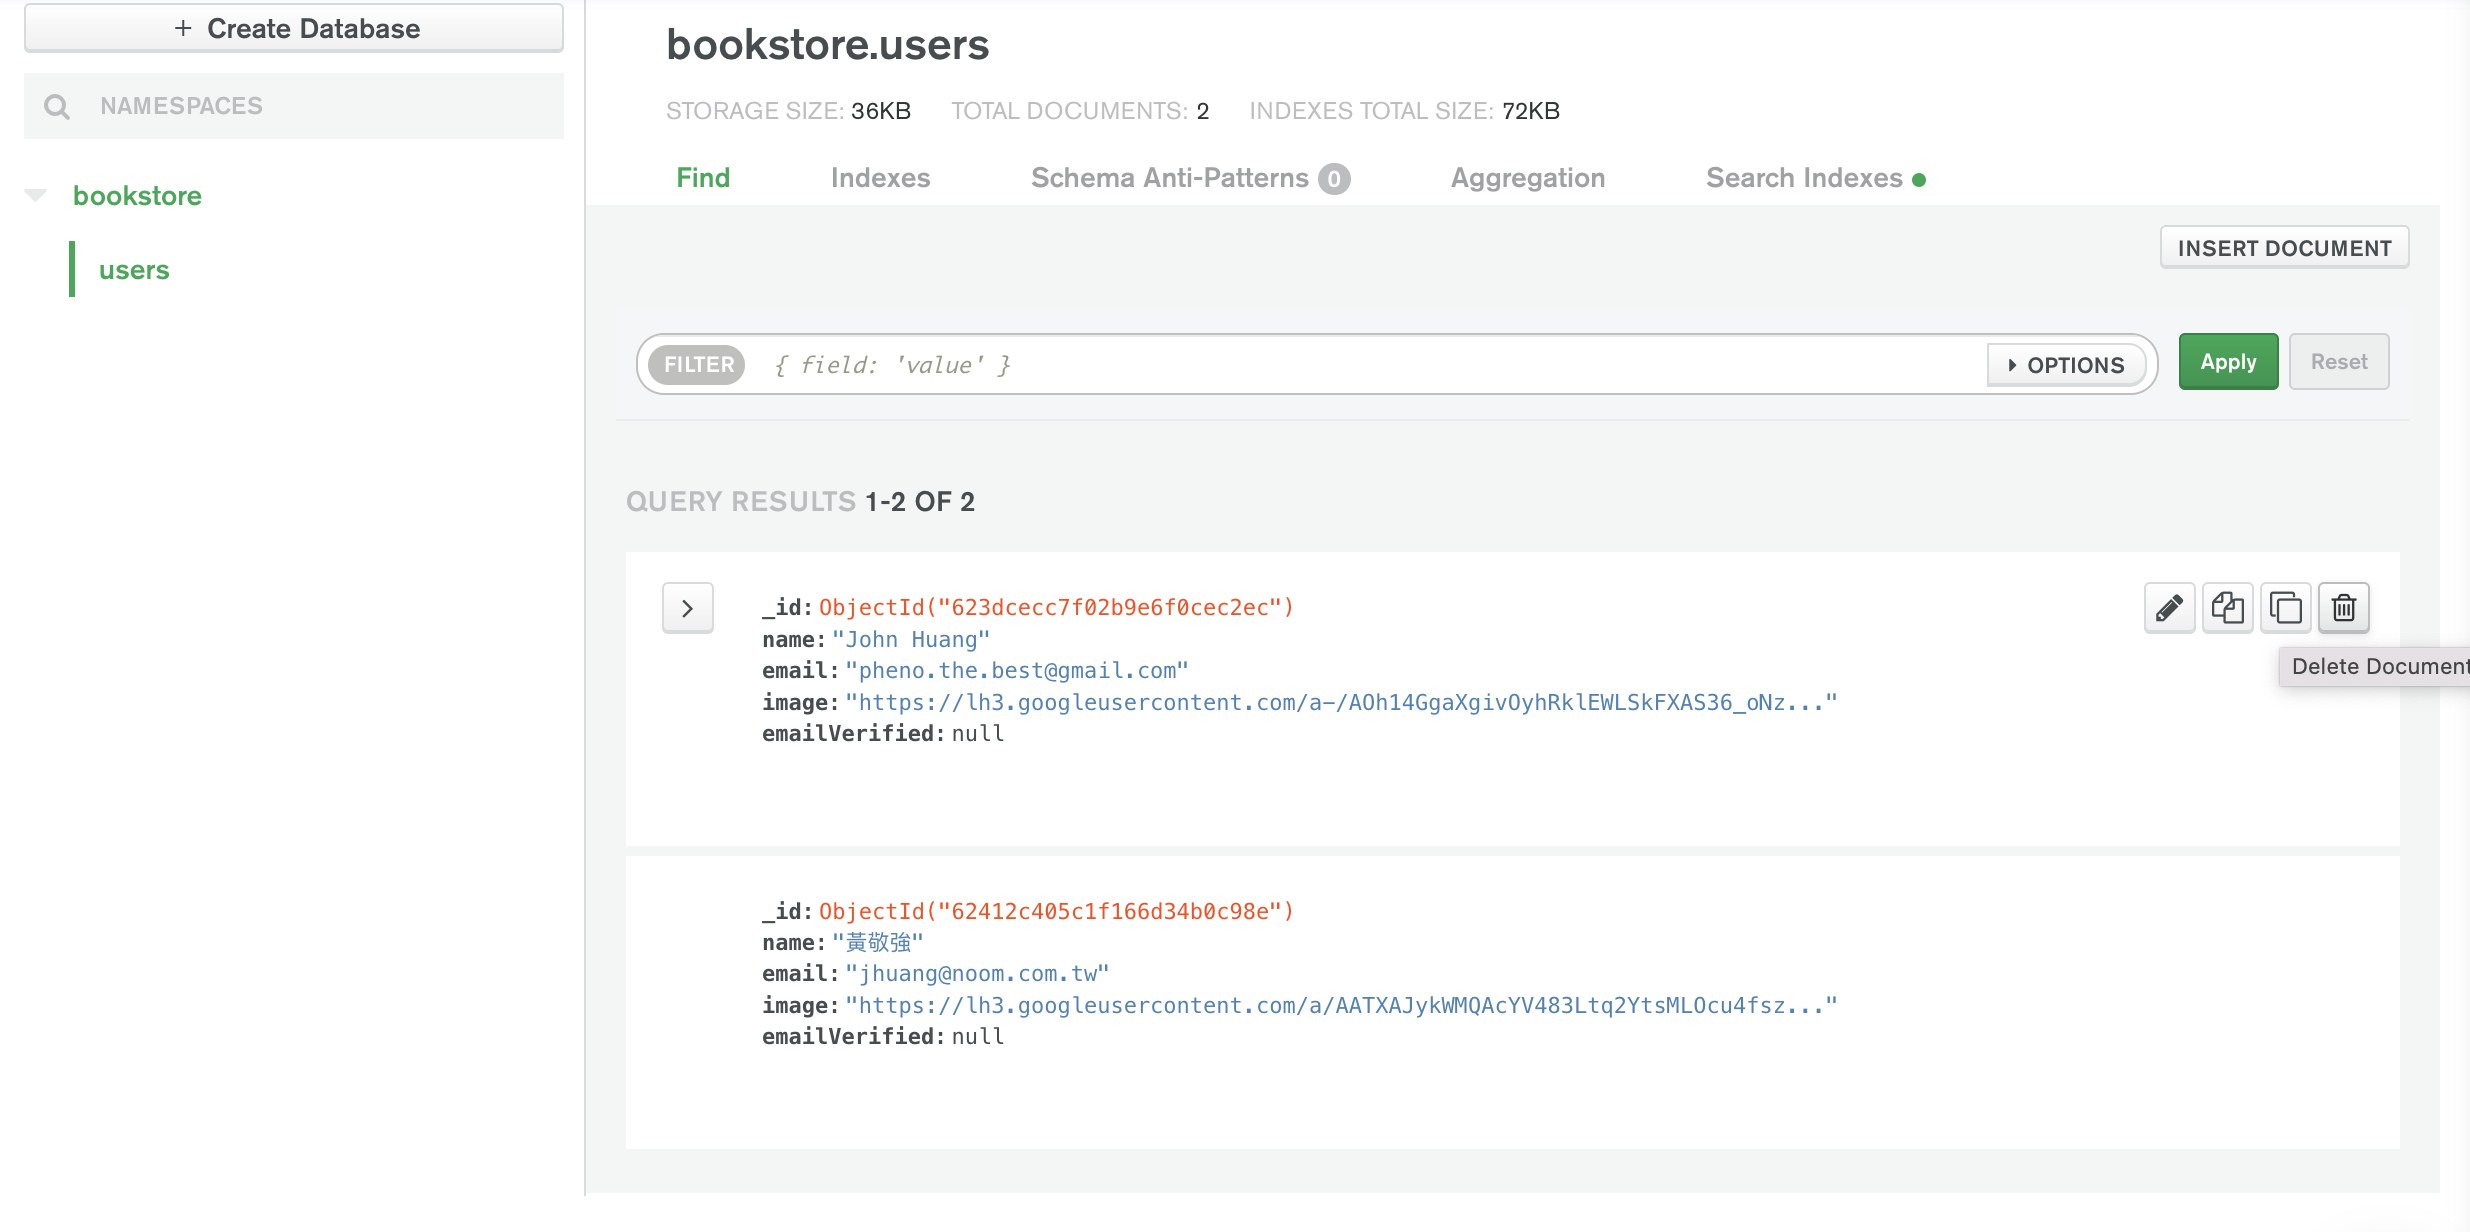 + Create Database
NAMESPACES
bookstore
users
bookstore.users
STORAGE SIZE: 36KB TOTAL DOCUMENTS: 2 INDEXES TOTAL SIZE: 72KB
Find Indexes Schema Anti-Patterns 0 Aggregation Search Indexes
INSERT DOCUMENT
FILTER { field: 'value' } OPTIONS Apply Reset
QUERY RESULTS 1-2 OF 2
_id: ObjectId("623dcecc7f02b9e6f0cec2ec")
name: "John Huang"
email: "pheno.the.best@gmail.com"
image: "https://lh3.googleusercontent.com/a-/AOh14GgaXgivOyhRklEWLSkFXAS36_oNz..."
emailVerified: null
Delete Document
_id: ObjectId("62412c405c1f166d34b0c98e")
name: "黃敬強"
email: "jhuang@noom.com.tw"
image: "https://lh3.googleusercontent.com/a/AATXAJykWMQAcYV483Ltq2YtsMLOcu4fsz..."
emailVerified: null